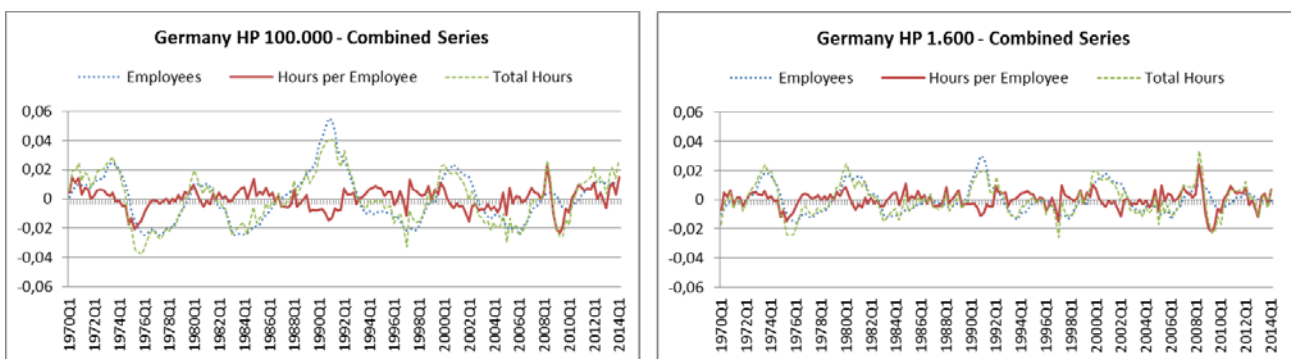 Germany HP 100.000 - Combined Series
Employees Hours per Employee Total Hours
0,06
0,04
0,02
0
-0,02
-0,04
-0,06
1970Q1
1972Q1
1974Q1
1976Q1
1978Q1
1980Q1
1982Q1
1984Q1
1986Q1
1988Q1
1990Q1
1992Q1
1994Q1
1996Q1
1998Q1
2000Q1
2002Q1
2004Q1
2006Q1
2008Q1
2010Q1
2012Q1
2014Q1
Germany HP 1.600 - Combined Series
Employees Hours per Employee Total Hours
0,06
0,04
0,02
0
-0,02
-0,04
-0,06
1970Q1
1972Q1
1974Q1
1976Q1
1978Q1
1980Q1
1982Q1
1984Q1
1986Q1
1988Q1
1990Q1
1992Q1
1994Q1
1996Q1
1998Q1
2000Q1
2002Q1
2004Q1
2006Q1
2008Q1
2010Q1
2012Q1
2014Q1